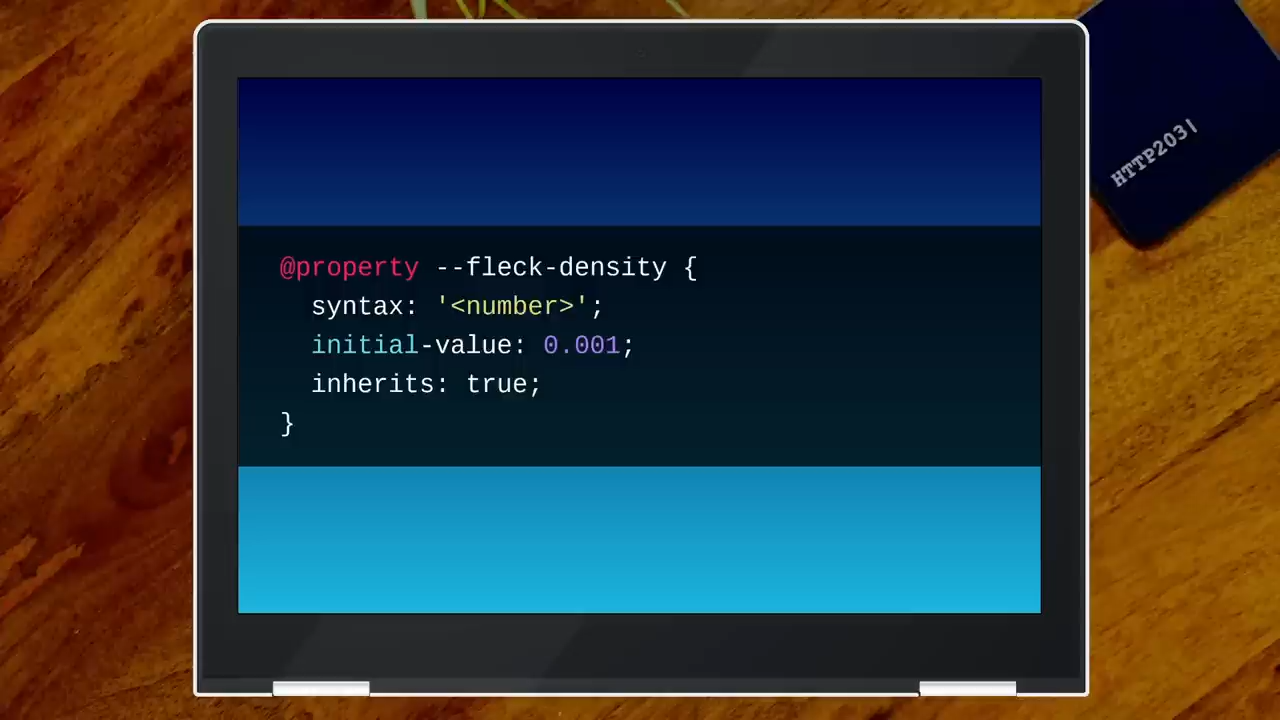 @property --fleck-density {
  syntax: '<number>';
  initial-value: 0.001;
  inherits: true;
}
HTTP203|